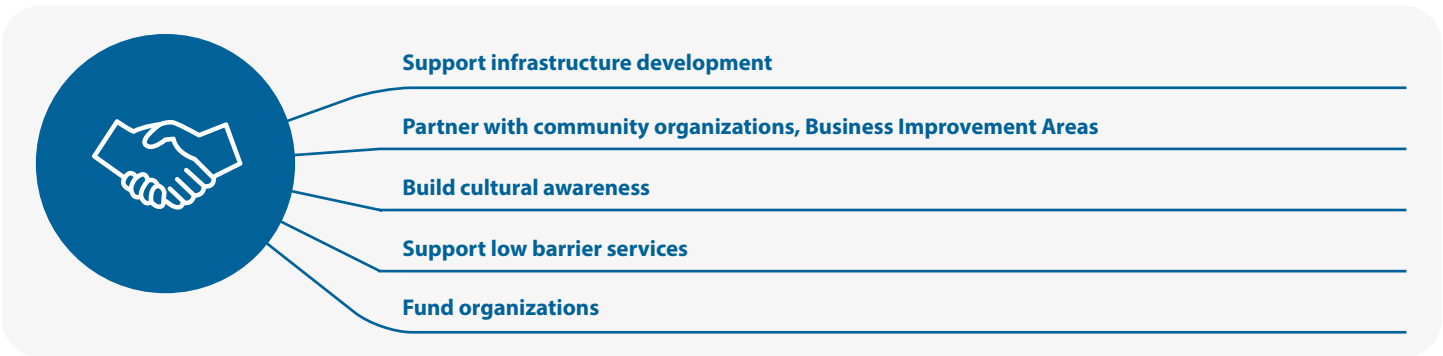 Support infrastructure development
Partner with community organizations, Business Improvement Areas
Build cultural awareness
Support low barrier services
Fund organizations